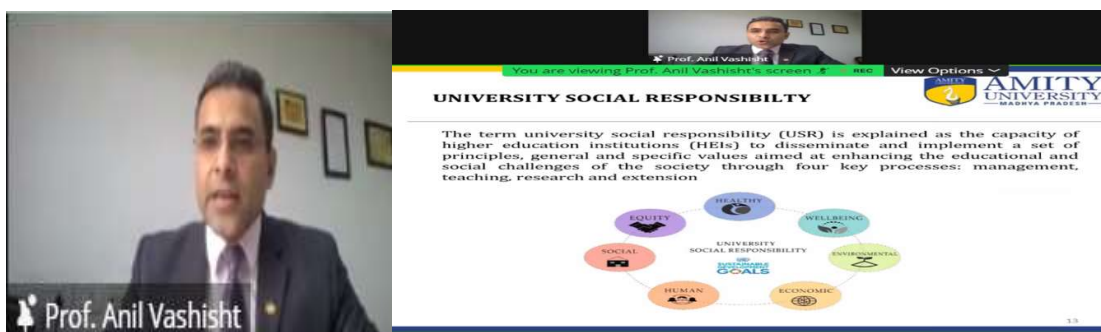 Prof. Anil Vashisht
Prof. Anil Vashisht
You are viewing Prof. Anil Vashisht's screen
REC
View Options
AMITY
AMITY
UNIVERSITY
MADHYA PRADESH
UNIVERSITY SOCIAL RESPONSIBILTY
The term university social responsibility (USR) is explained as the capacity of
higher education institutions (HEIs) to disseminate and implement a set of
principles, general and specific values aimed at enhancing the educational and
social challenges of the society through four key processes: management,
teaching, research and extension
HEALTHY
EQUITY
WELLBEING
UNIVERSITY
SOCIAL RESPONSIBILITY
SOCIAL
ENVIRONMENTAL
SUSTAINABLE
DEVELOPMENT
GOALS
HUMAN
ECONOMIC
13